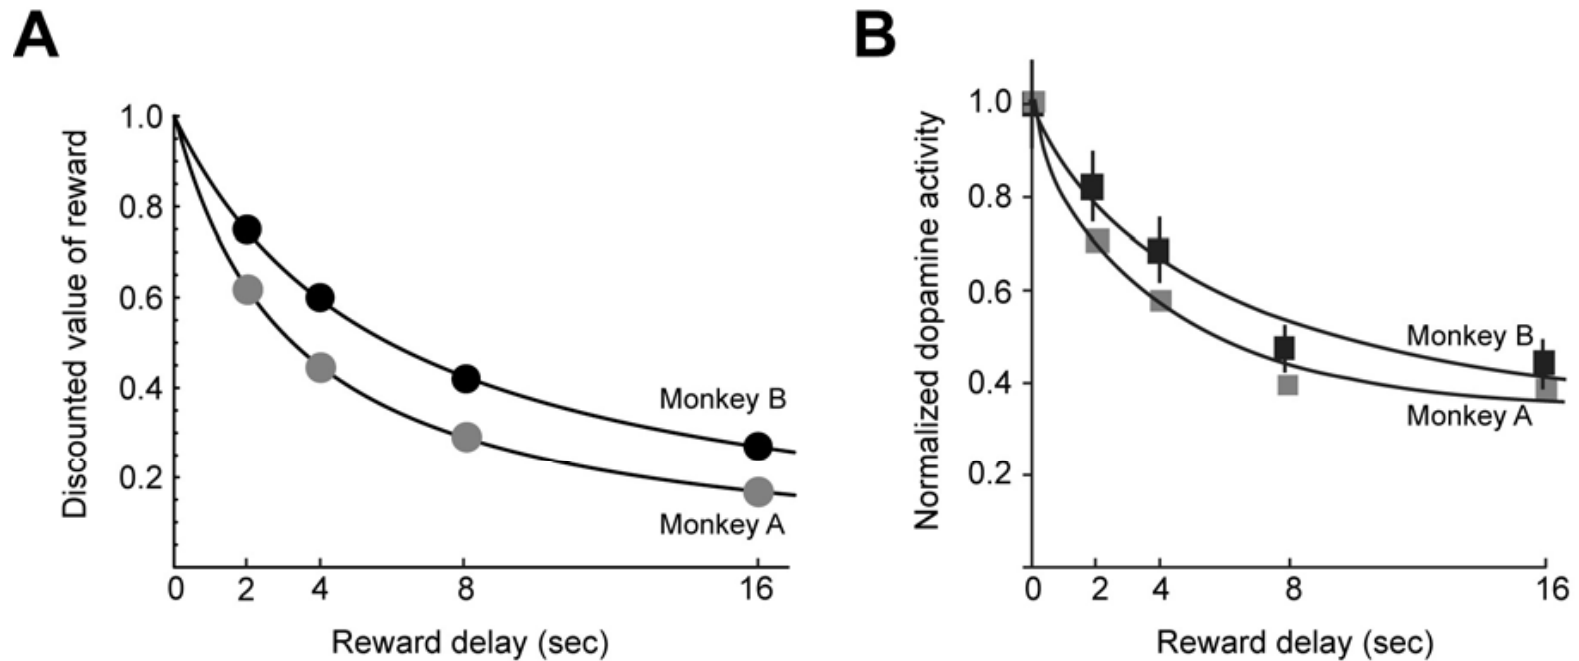 A
Discounted value of reward
1.0
0.8
0.6
0.4
0.2
Monkey B
Monkey A
0 2 4 8 16
Reward delay (sec)
B
Normalized dopamine activity
1.0
0.8
0.6
0.4
0.2
Monkey B
Monkey A
0 2 4 8 16
Reward delay (sec)